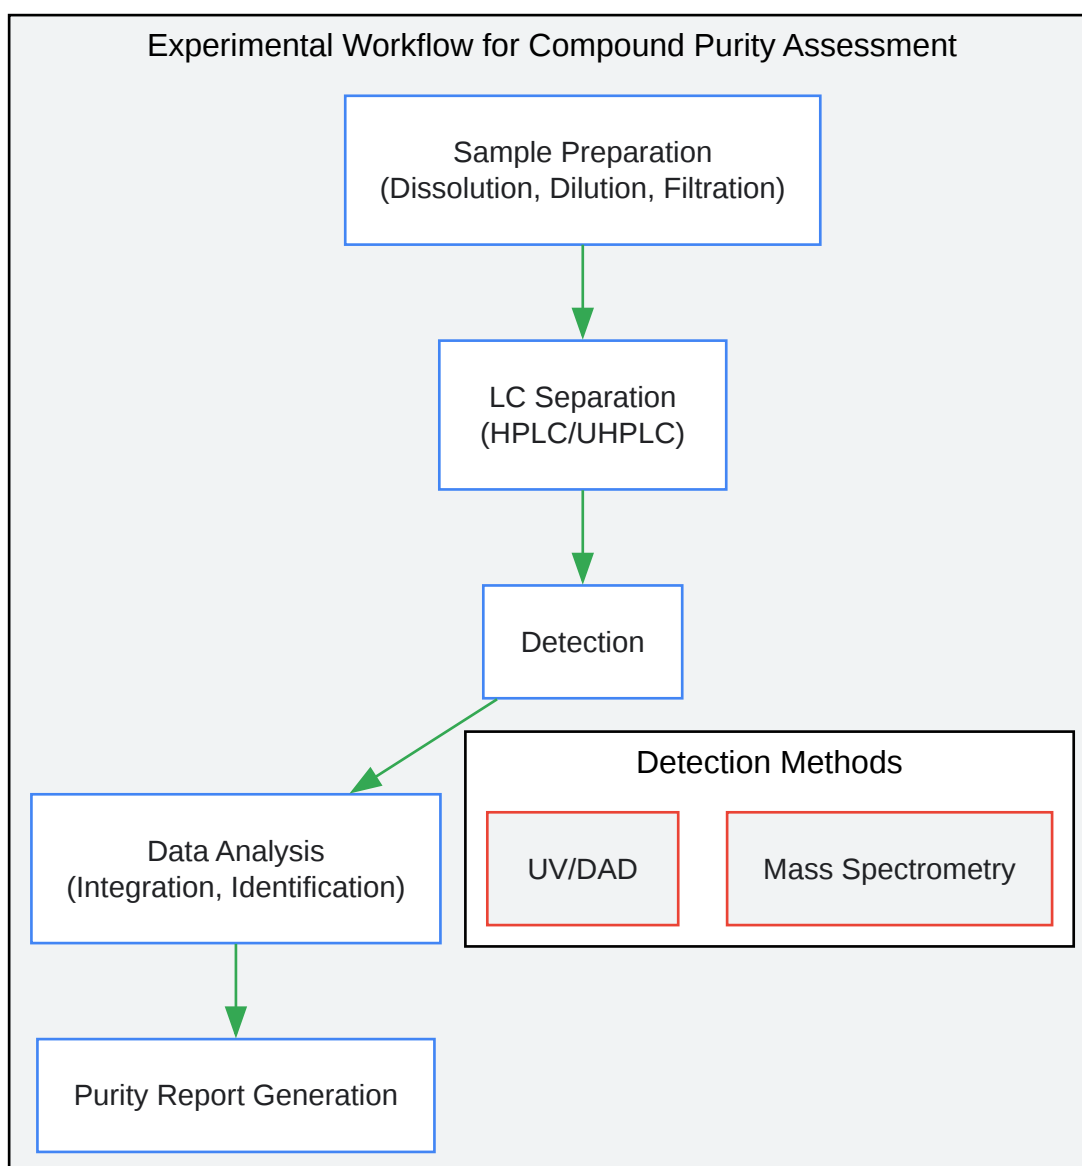 Experimental Workflow for Compound Purity Assessment
Sample Preparation
(Dissolution, Dilution, Filtration)
LC Separation
(HPLC/UHPLC)
Detection
Detection Methods
UV/DAD
Mass Spectrometry
Data Analysis
(Integration, Identification)
Purity Report Generation